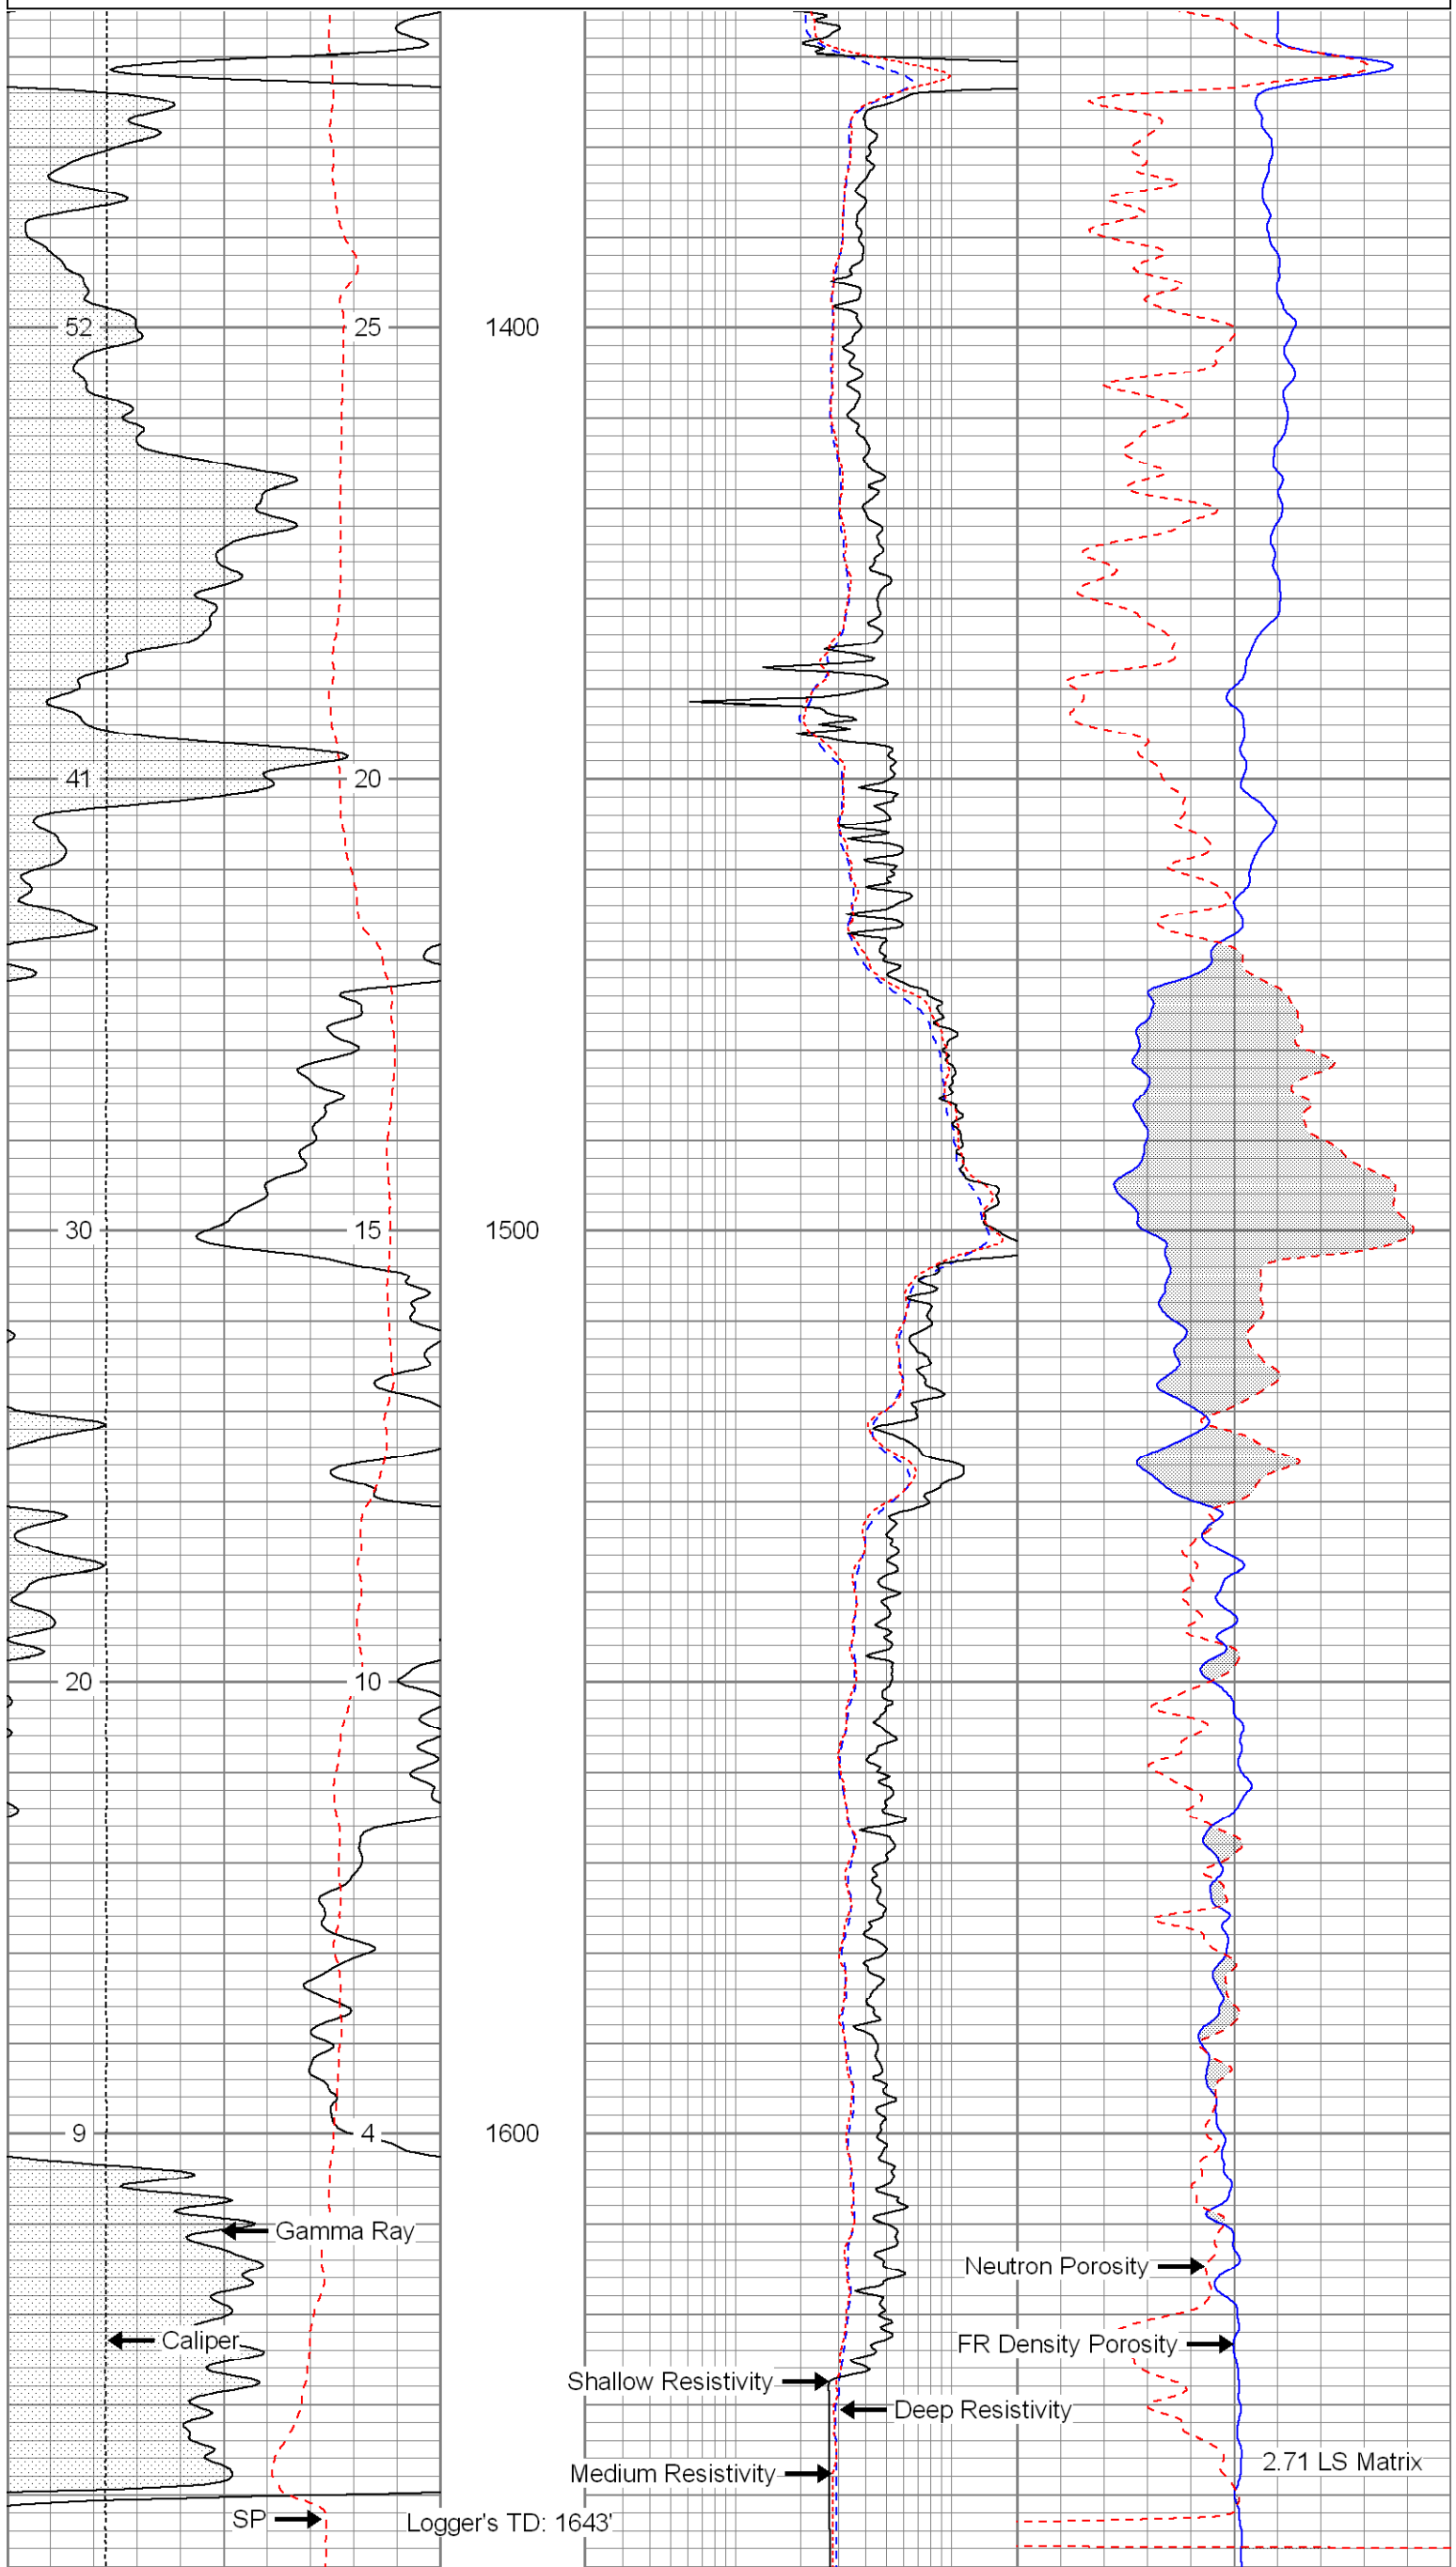 52 25 1400
41 20
30 15 1500
20 10
9 4 1600
Gamma Ray
Neutron Porosity
Caliper
FR Density Porosity
Shallow Resistivity
Deep Resistivity
2.71 LS Matrix
Medium Resistivity
SP
Logger's TD: 1643'